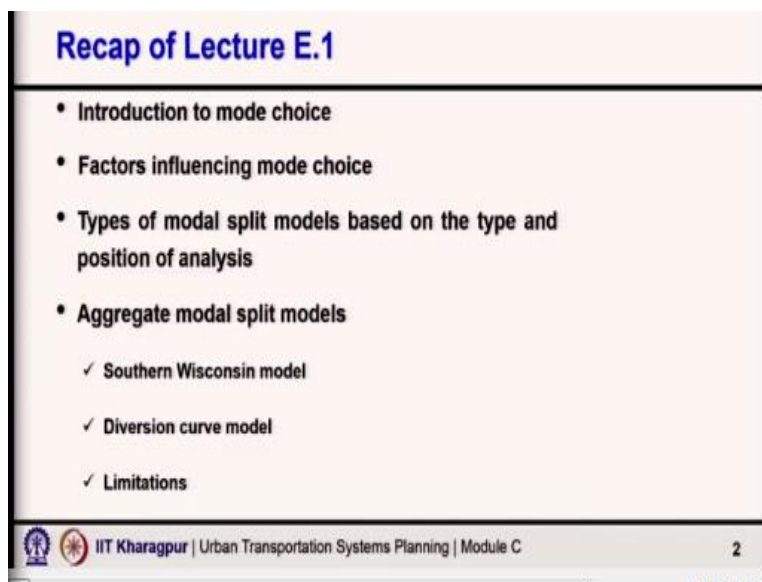 Recap of Lecture E.1
• Introduction to mode choice
• Factors influencing mode choice
• Types of modal split models based on the type and
position of analysis
• Aggregate modal split models
✓ Southern Wisconsin model
✓ Diversion curve model
✓ Limitations
IIT Kharagpur | Urban Transportation Systems Planning | Module C 2